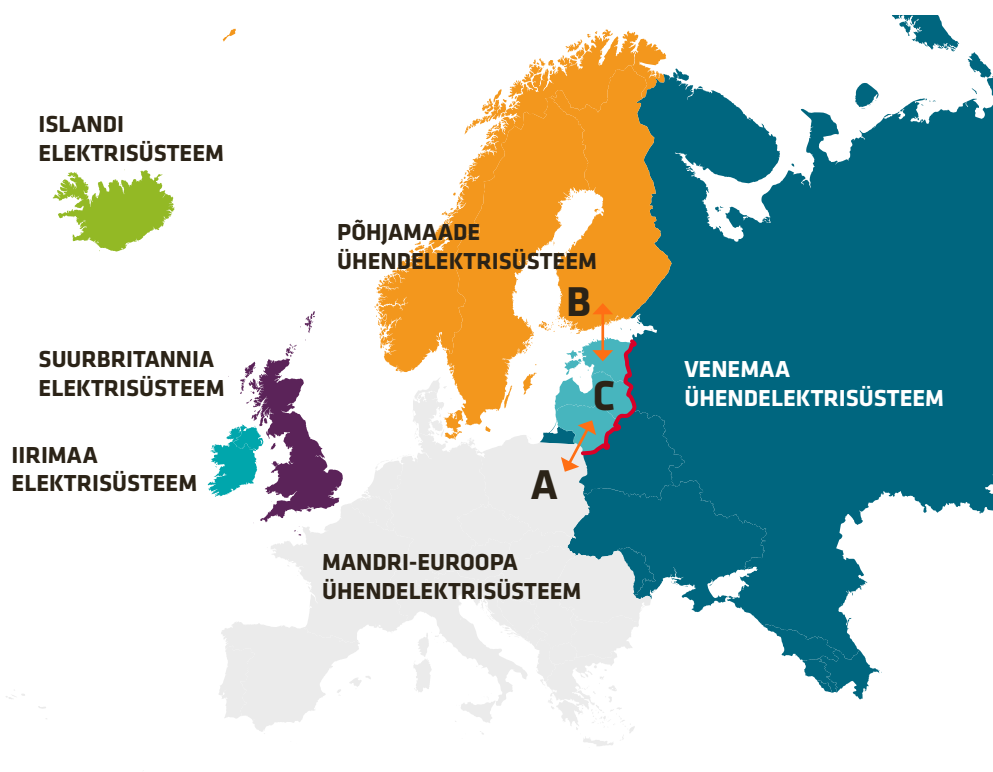 ISLANDI
ELEKTRISÜSTEEM
PÕHJAMAADE
ÜHENDELEKTRISÜSTEEM
B
SUURBRITANNIA
ELEKTRISÜSTEEM
VENEMAA
ÜHENDELEKTRISÜSTEEM
C
IIRIMAA
ELEKTRISÜSTEEM
A
MANDRI-EUROOPA
ÜHENDELEKTRISÜSTEEM